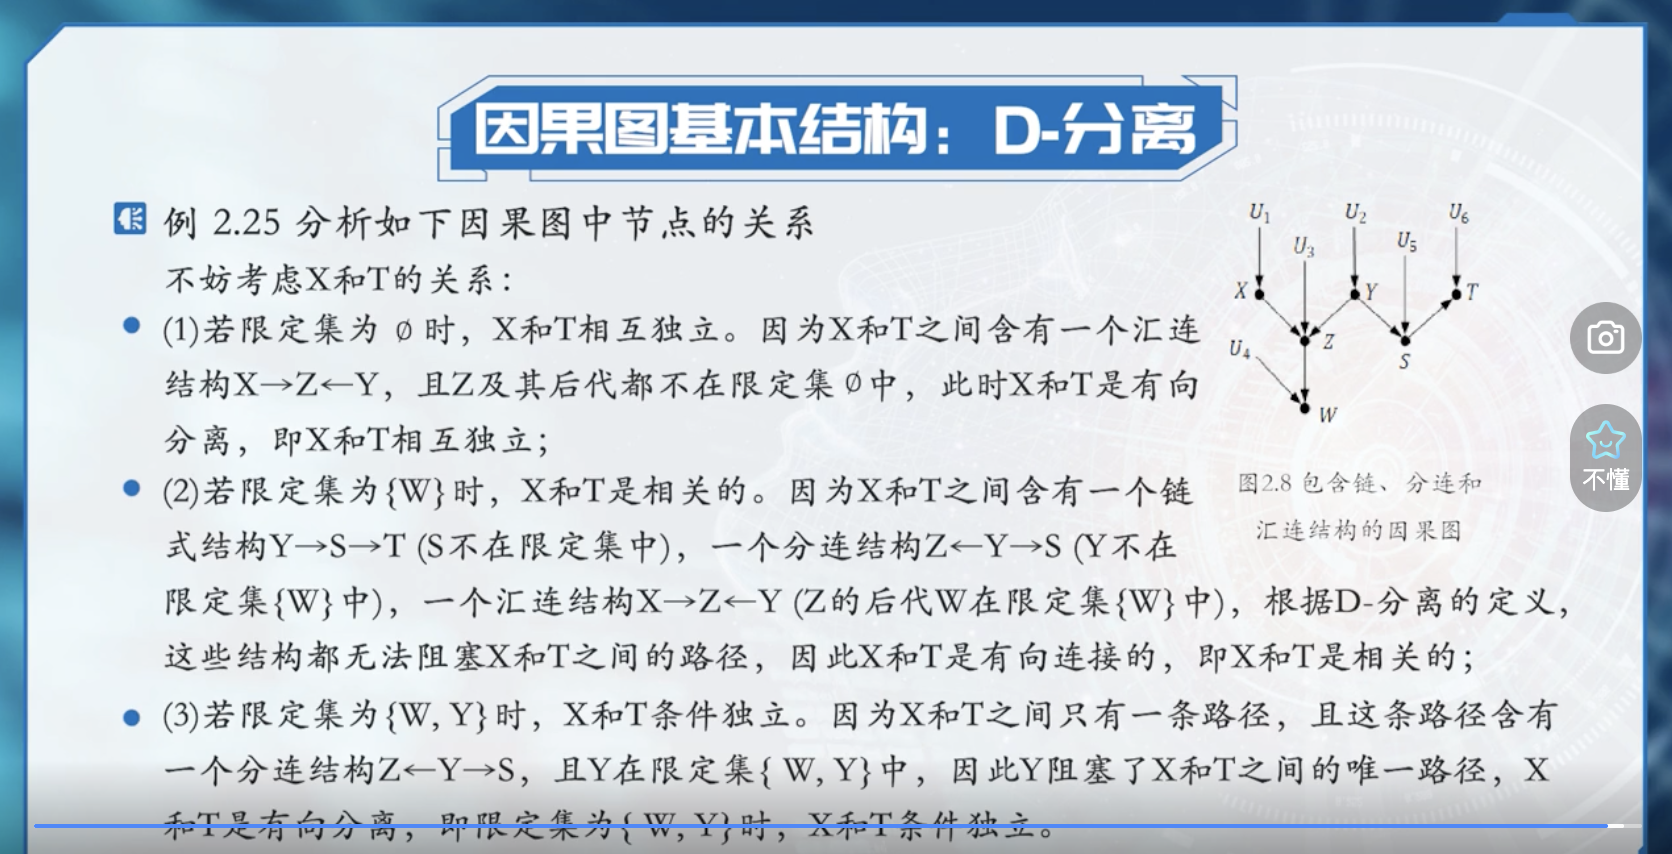 因果图基本结构：D-分离
例 2.25 分析如下因果图中节点的关系
不妨考虑X和T的关系：
(1)若限定集为 ∅ 时，X和T相互独立。因为X和T之间含有一个汇连
结构X→Z←Y，且Z及其后代都不在限定集∅中，此时X和T是有向
分离，即X和T相互独立；
(2)若限定集为{W}时，X和T是相关的。因为X和T之间含有一个链
式结构Y→S→T (S不在限定集中)，一个分连结构Z←Y→S (Y不在
限定集{W}中)，一个汇连结构X→Z←Y (Z的后代W在限定集{W}中)，根据D-分离的定义，
这些结构都无法阻塞X和T之间的路径，因此X和T是有向连接的，即X和T是相关的；
(3)若限定集为{W, Y}时，X和T条件独立。因为X和T之间只有一条路径，且这条路径含有
一个分连结构Z←Y→S，且Y在限定集{ W, Y}中，因此Y阻塞了X和T之间的唯一路径，X
和T是有向分离，即限定集为{ W, Y}时，X和T条件独立。
U1 U2 U6
U3 U5
X Y T
U4 Z S
W
图2.8 包含链、分连和
汇连结构的因果图
不懂